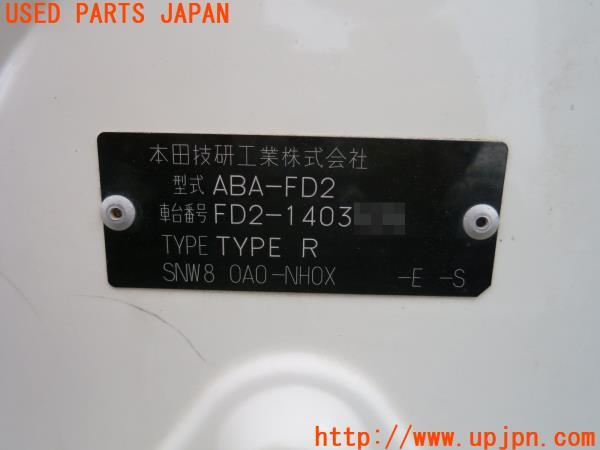 USED PARTS JAPAN
本田技研工業株式会社
型式 ABA-FD2
車台番号 FD2-1403
TYPE TYPE R
SNW8 0A0-NH0X -E -S
http://www.upjpn.com/